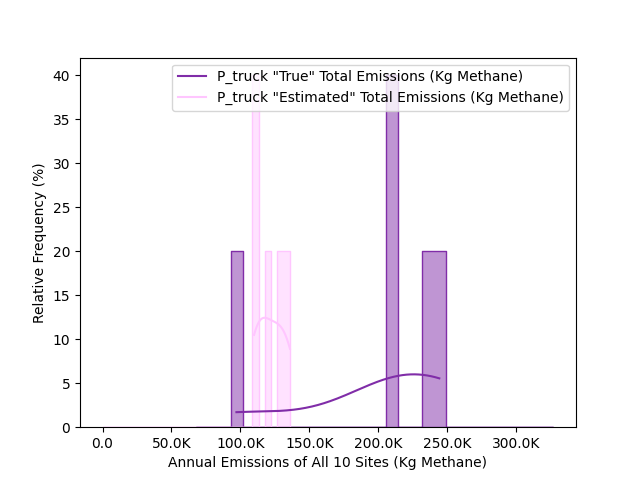 P_truck "True" Total Emissions (Kg Methane)
P_truck "Estimated" Total Emissions (Kg Methane)
Relative Frequency (%)
40
35
30
25
20
15
10
5
0
0.0 50.0K 100.0K 150.0K 200.0K 250.0K 300.0K
Annual Emissions of All 10 Sites (Kg Methane)